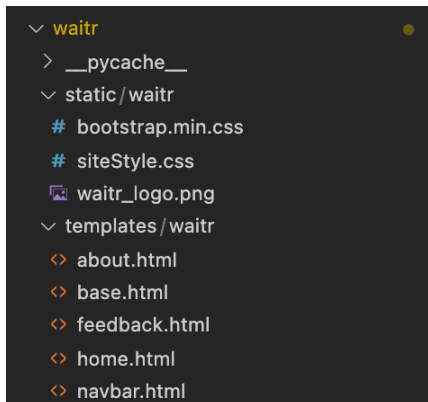 waitr
__pycache__
static/waitr
# bootstrap.min.css
# siteStyle.css
waitr_logo.png
templates/waitr
<> about.html
<> base.html
<> feedback.html
<> home.html
<> navbar.html